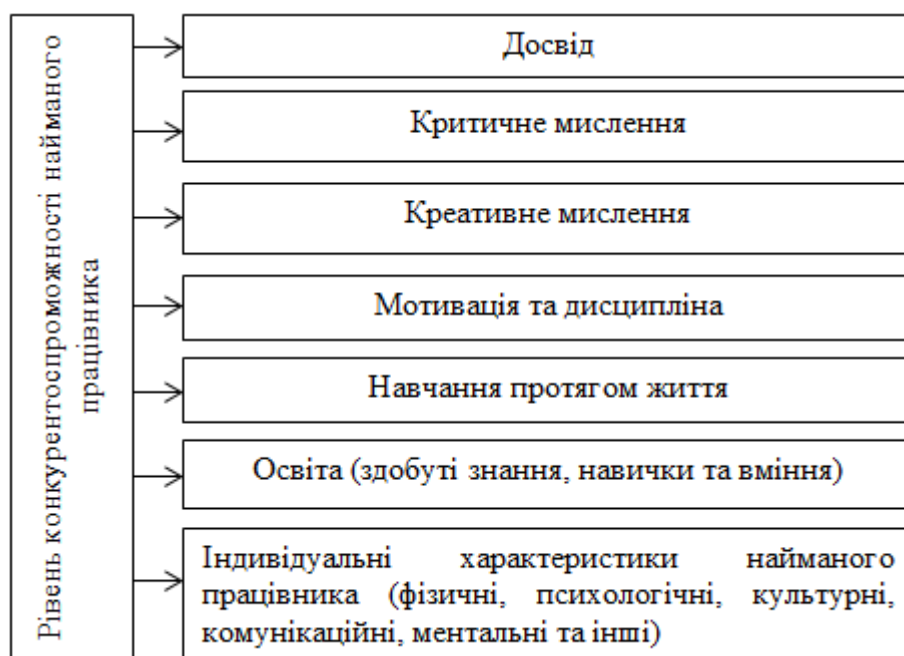 Рівень конкурентоспроможності найманого
працівника
Досвід
Критичне мислення
Креативне мислення
Мотивація та дисципліна
Навчання протягом життя
Освіта (здобуті знання, навички та вміння)
Індивідуальні характеристики найманого
працівника (фізичні, психологічні, культурні,
комунікаційні, ментальні та інші)